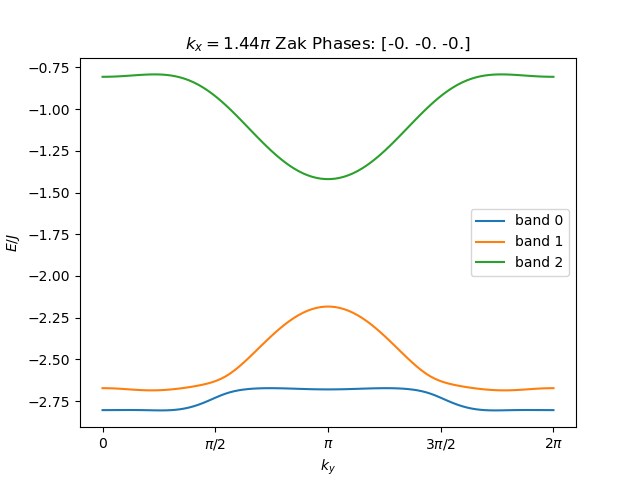 $k_x = 1.44\pi$ Zak Phases: [-0. -0. -0.]
−0.75
−1.00
−1.25
−1.50
−1.75
−2.00
−2.25
−2.50
−2.75
E/J
band 0
band 1
band 2
0
π/2
π
3π/2
2π
$k_y$